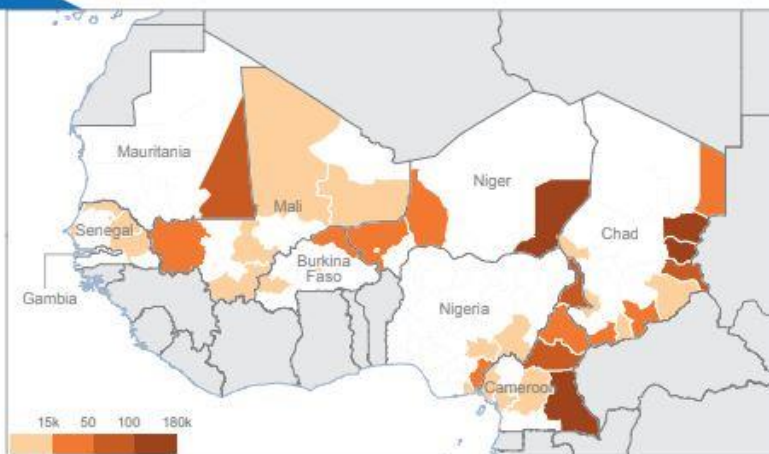 Mauritania
Mali
Niger
Chad
Senegal
Burkina
Faso
Gambia
Nigeria
Cameroon
15k 50 100 180k